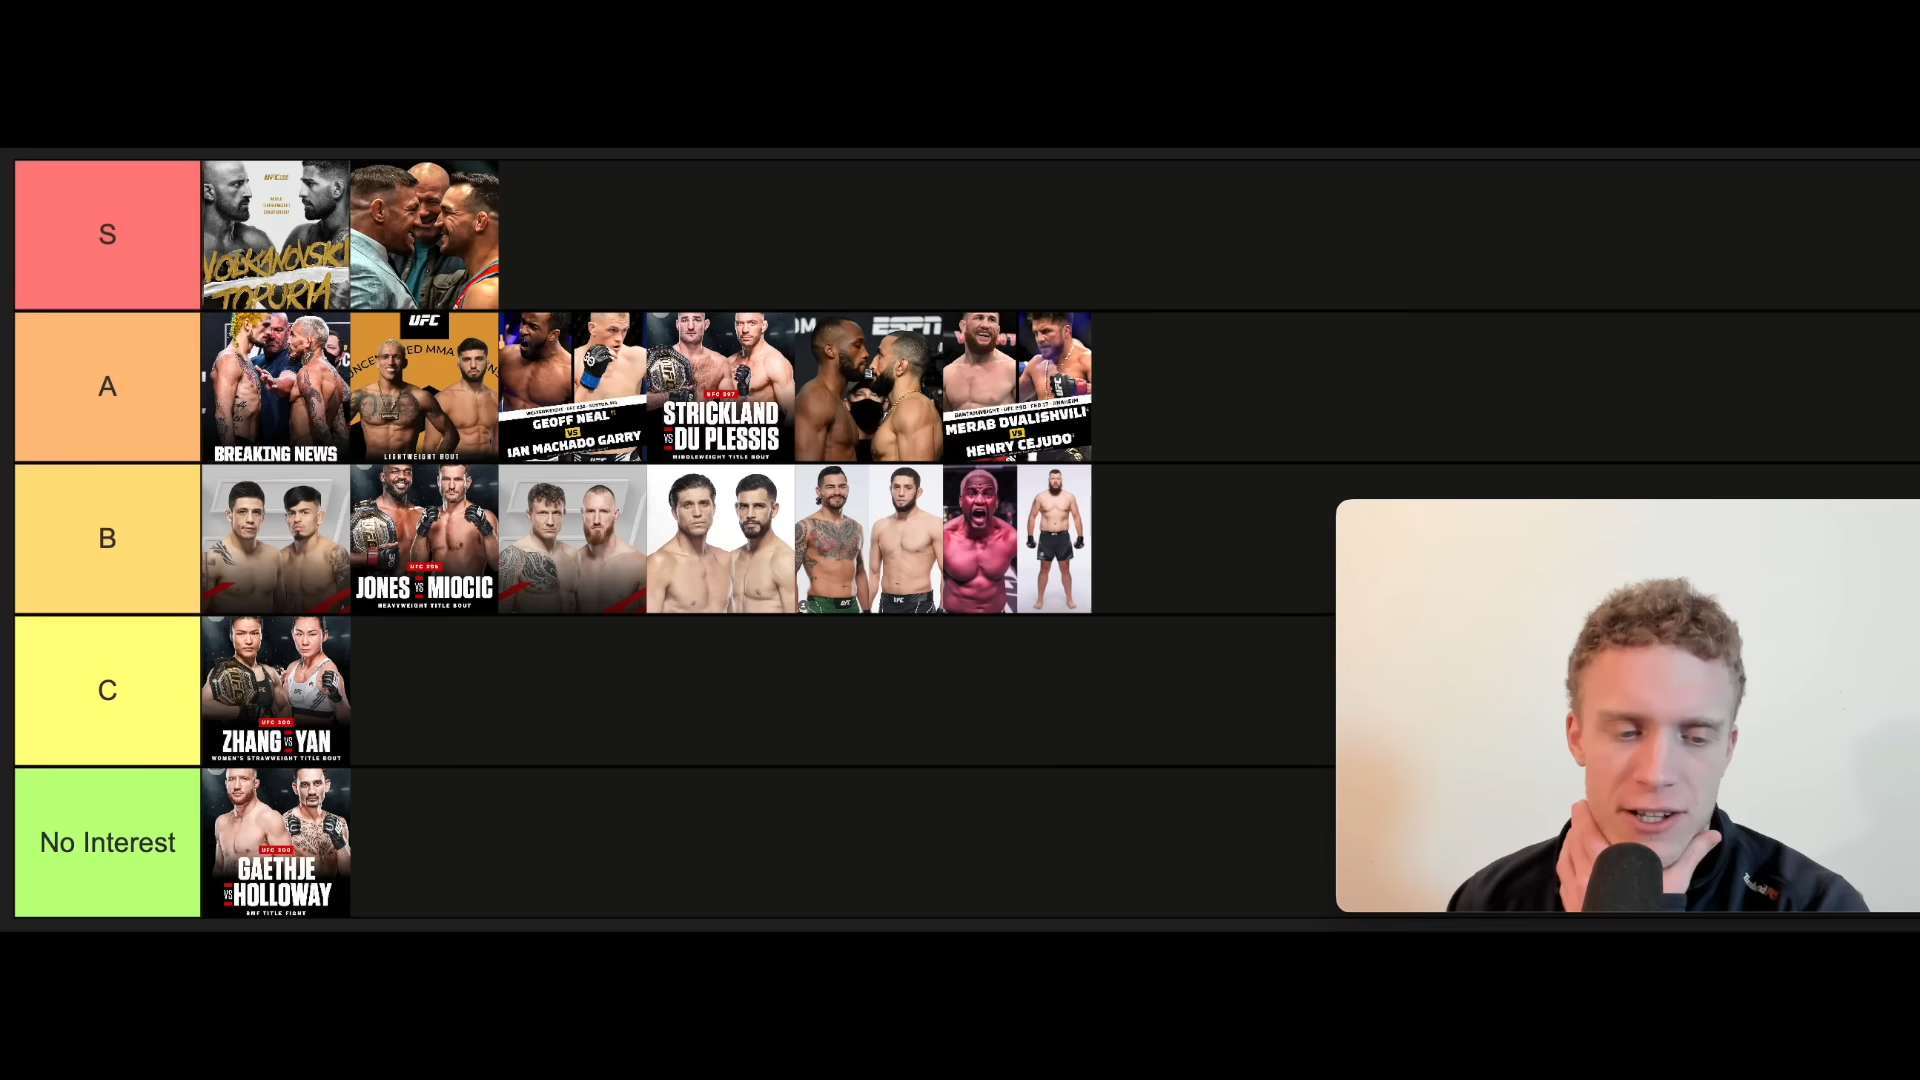 S
UFC 298
VOLKANOVSKI
TOPURIA
A
BREAKING NEWS
UFC
LIGHTWEIGHT BOUT
GEOFF NEAL
VS
IAN MACHADO GARRY
UFC 297
STRICKLAND
VS DU PLESSIS
MIDDLEWEIGHT TITLE BOUT
ESPN
MERAB DVALISHVILI
VS
HENRY CEJUDO
B
JONES VS MIOCIC
HEAVYWEIGHT TITLE BOUT
C
UFC 300
ZHANG VS YAN
WOMEN'S STRAWWEIGHT TITLE BOUT
No Interest
UFC 300
GAETHJE
VS HOLLOWAY
BMF TITLE FIGHT